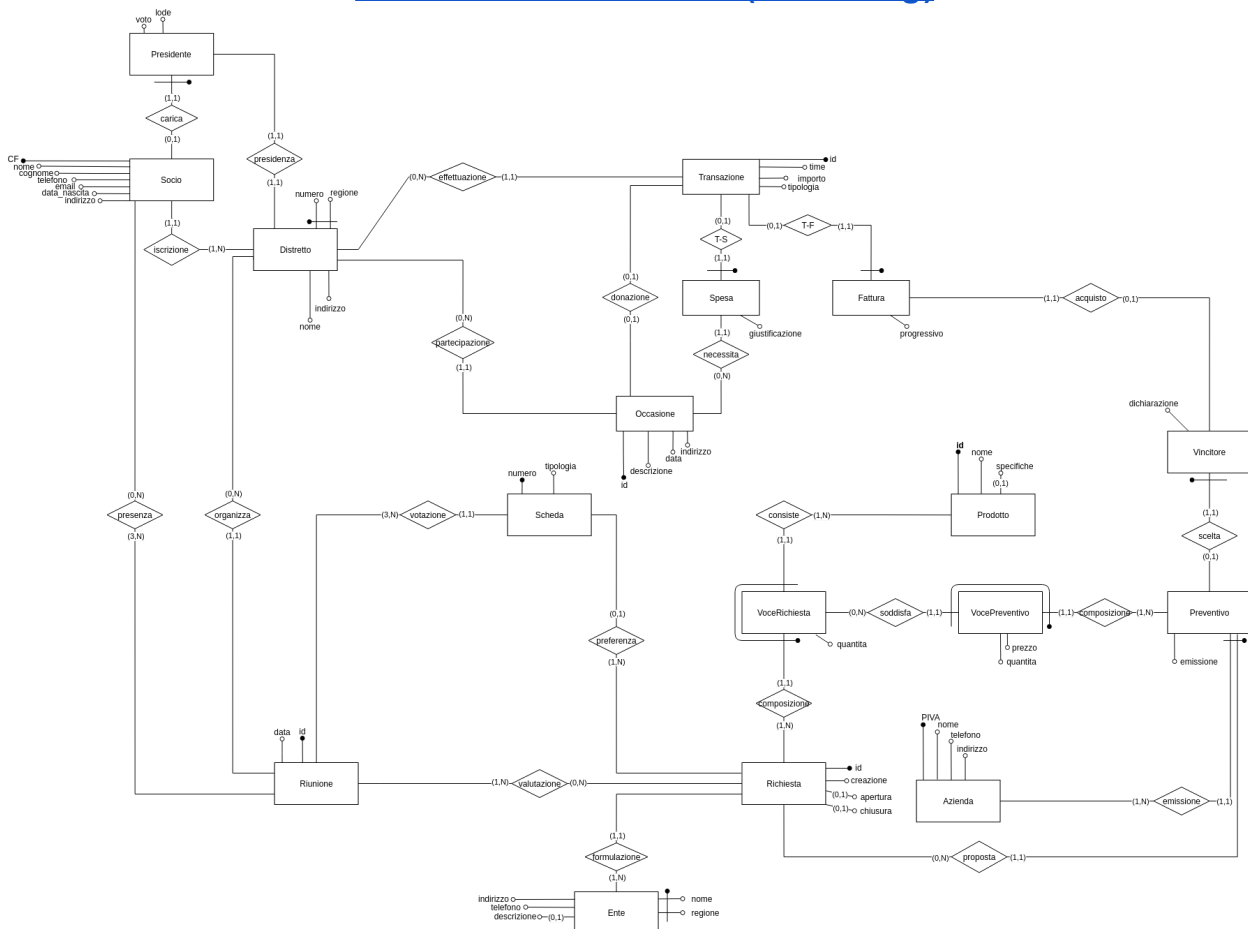 lode
voto
Presidente
(1,1)
carica
(0,1)
(1,1)
presidenza
(1,1)
CF
nome
cognome
telefono
email
data_nascita
indirizzo
Socio
(1,1)
iscrizione
(1,N)
numero
regione
Distretto
indirizzo
nome
(0,N)
effettuazione
(1,1)
Transazione
id
time
importo
tipologia
(0,1)
T-S
(1,1)
(0,1)
T-F
(1,1)
(0,1)
donazione
(0,1)
Spesa
giustificazione
Fattura
progressivo
(1,1)
acquisto
(0,1)
(0,N)
partecipazione
(1,1)
(1,1)
necessita
(0,N)
Occasione
id
descrizione
data
indirizzo
dichiarazione
Vincitore
id
nome
specifiche
(0,1)
Prodotto
numero
tipologia
Scheda
(0,N)
presenza
(3,N)
(0,N)
organizza
(1,1)
(3,N)
votazione
(1,1)
consiste
(1,N)
(1,1)
(1,1)
scelta
(0,1)
VoceRichiesta
quantita
(0,N)
soddisfa
(1,1)
VocePreventivo
prezzo
quantita
(1,1)
composizione
(1,N)
Preventivo
emissione
(0,1)
preferenza
(1,N)
(1,1)
composizione
(1,N)
data
id
Riunione
(1,N)
valutazione
(0,N)
Richiesta
id
creazione
(0,1)
apertura
(0,1)
chiusura
PIVA
nome
telefono
indirizzo
Azienda
(1,N)
emissione
(1,1)
(0,N)
proposta
(1,1)
(1,1)
formulazione
(1,N)
indirizzo
telefono
descrizione
(0,1)
Ente
nome
regione